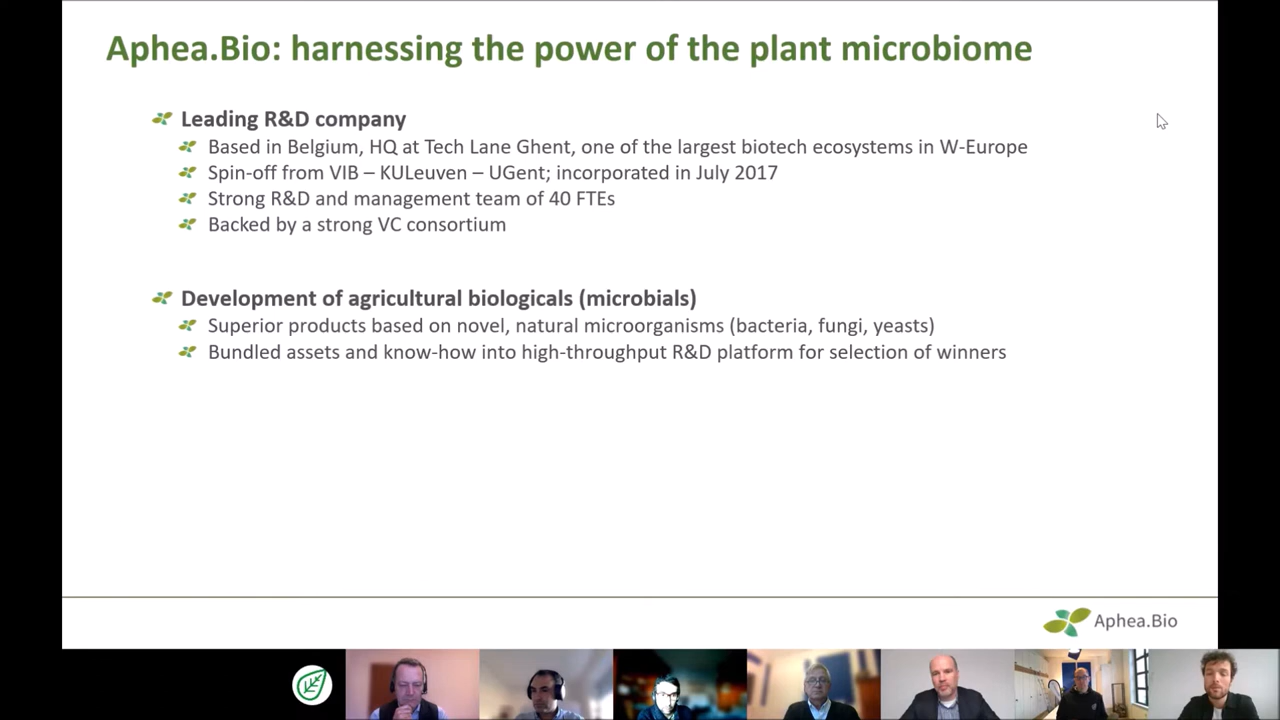 Aphea.Bio: harnessing the power of the plant microbiome
Leading R&D company
Based in Belgium, HQ at Tech Lane Ghent, one of the largest biotech ecosystems in W-Europe
Spin-off from VIB – KULeuven – UGent; incorporated in July 2017
Strong R&D and management team of 40 FTEs
Backed by a strong VC consortium
Development of agricultural biologicals (microbials)
Superior products based on novel, natural microorganisms (bacteria, fungi, yeasts)
Bundled assets and know-how into high-throughput R&D platform for selection of winners
Aphea.Bio